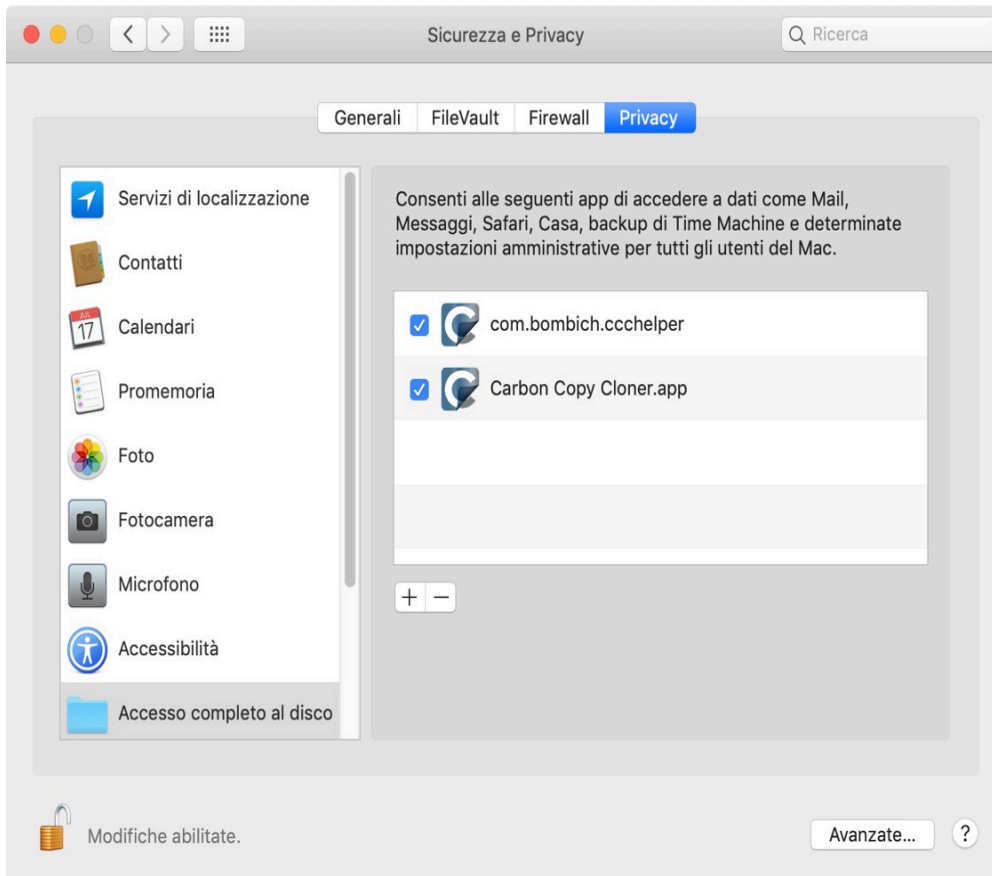 Sicurezza e Privacy
Ricerca
Generali
FileVault
Firewall
Privacy
Servizi di localizzazione
Contatti
JUL
17
Calendari
Promemoria
Foto
Fotocamera
Microfono
Accessibilità
Accesso completo al disco
Consenti alle seguenti app di accedere a dati come Mail,
Messaggi, Safari, Casa, backup di Time Machine e determinate
impostazioni amministrative per tutti gli utenti del Mac.
com.bombich.ccchelper
Carbon Copy Cloner.app
+ −
Modifiche abilitate.
Avanzate...
?